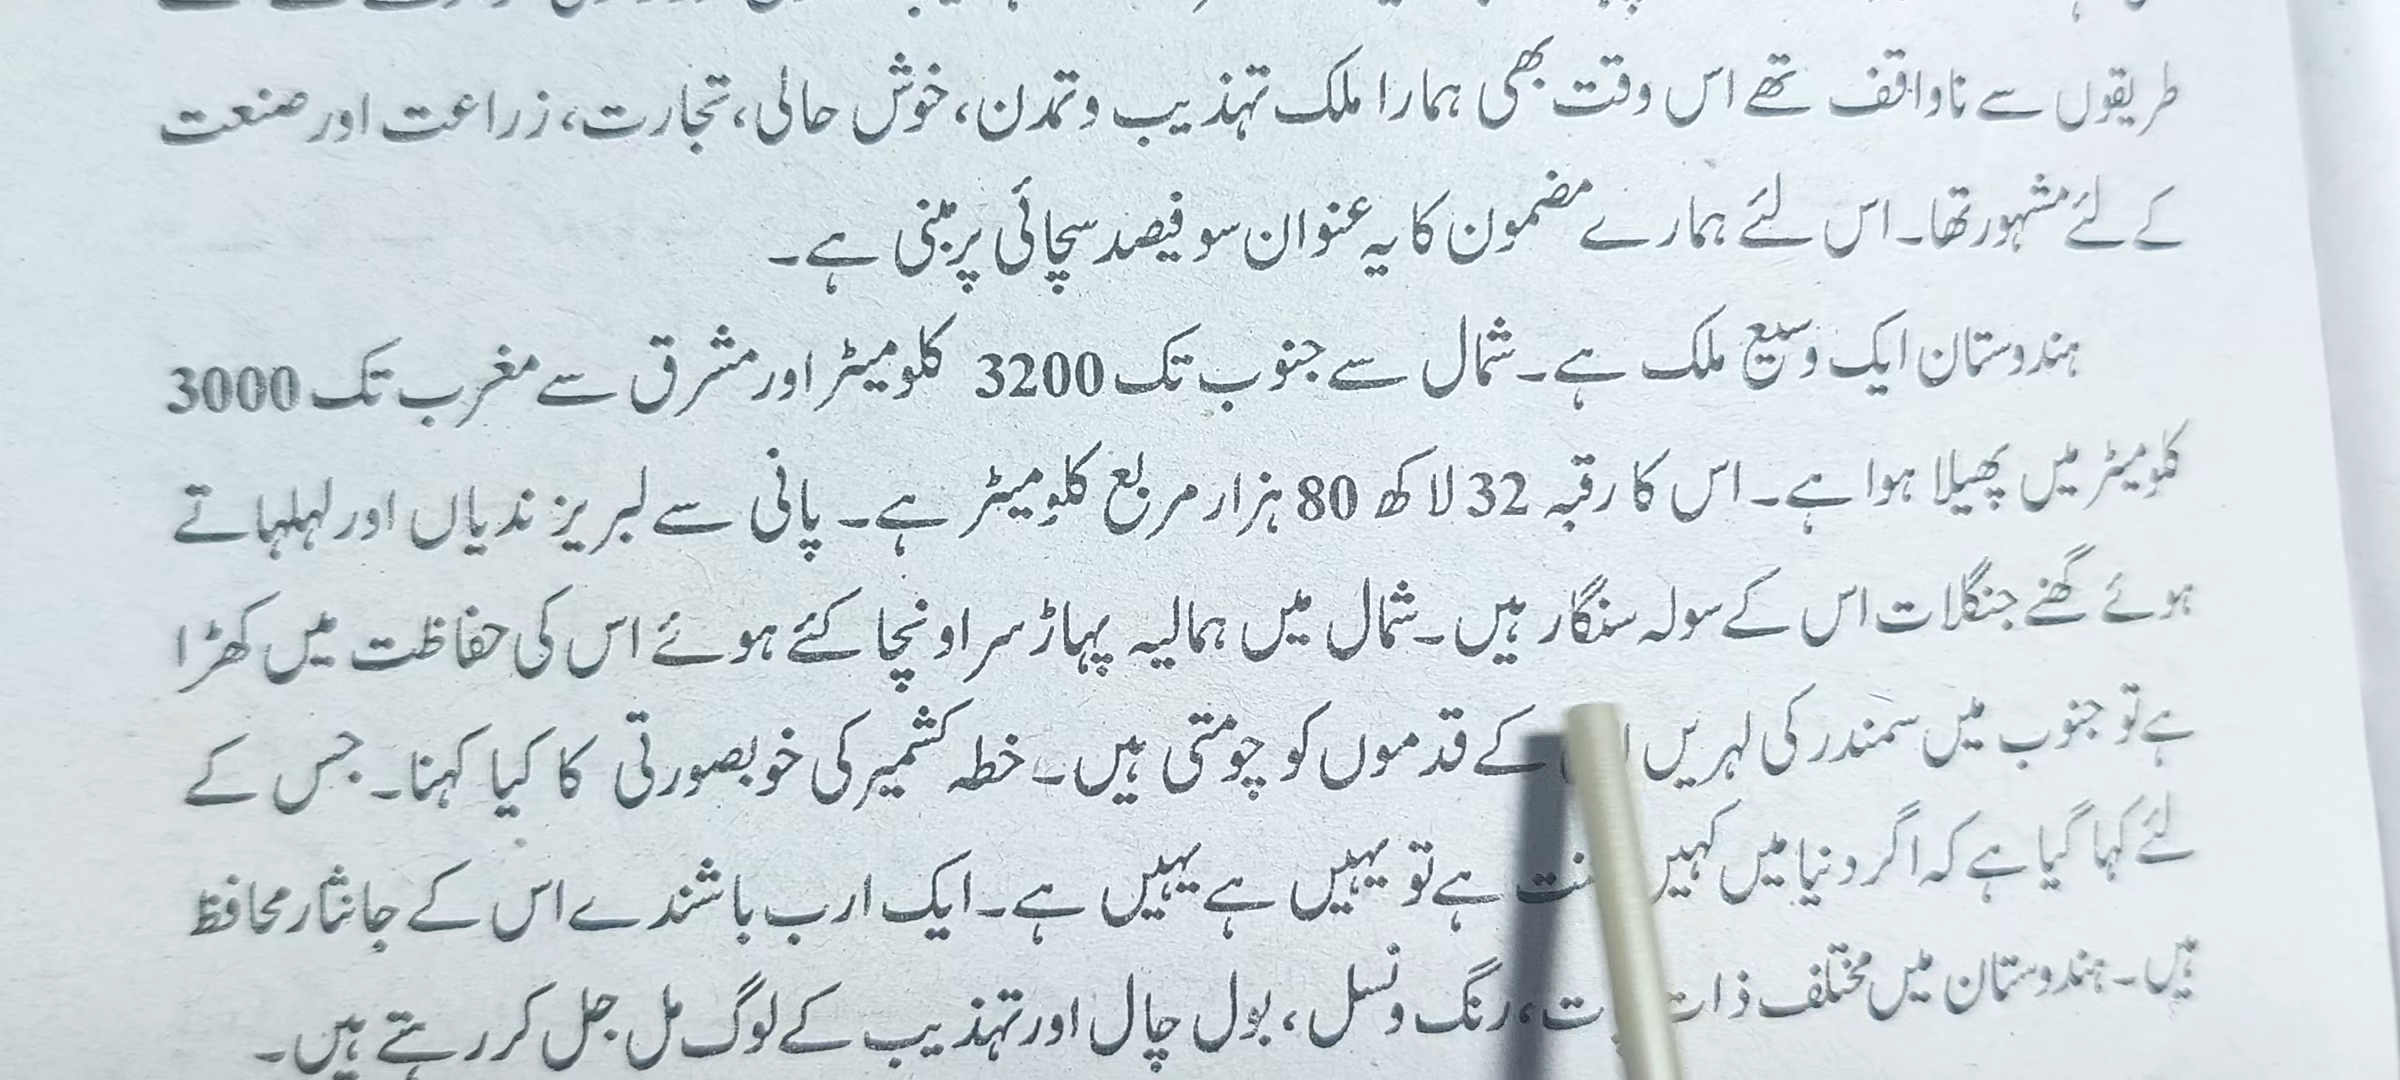 طریقوں سے ناواقف تھے اس وقت بھی ہمارا ملک تہذیب و تمدن، خوش حالی، تجارت، زراعت اور صنعت
کے لئے مشہور تھا۔ اس لئے ہمارے مضمون کا یہ عنوان سو فیصد سچائی پر مبنی ہے۔
ہندوستان ایک وسیع ملک ہے۔ شمال سے جنوب تک 3200 کلومیٹر اور مشرق سے مغرب تک 3000
کلومیٹر میں پھیلا ہوا ہے۔ اس کا رقبہ 32 لاکھ 80 ہزار مربع کلومیٹر ہے۔ پانی سے لبریز ندیاں اور لہلہاتے
ہوئے گھنے جنگلات اس کے سولہ سنگار ہیں۔ شمال میں ہمالیہ پہاڑ سر اونچا کئے ہوئے اس کی حفاظت میں کھڑا
ہے تو جنوب میں سمندر کی لہریں کے قدموں کو چومتی ہیں۔ خطہ کشمیر کی خوبصورتی کا کیا کہنا۔ جس کے
لئے کہا گیا ہے کہ اگر دنیا میں کہیں ہے تو یہیں ہے یہیں ہے۔ ایک ارب باشندے اس کے جانثار محافظ
ہیں۔ ہندوستان میں مختلف ذات رنگ و نسل، بول چال اور تہذیب کے لوگ مل جل کر رہتے ہیں۔